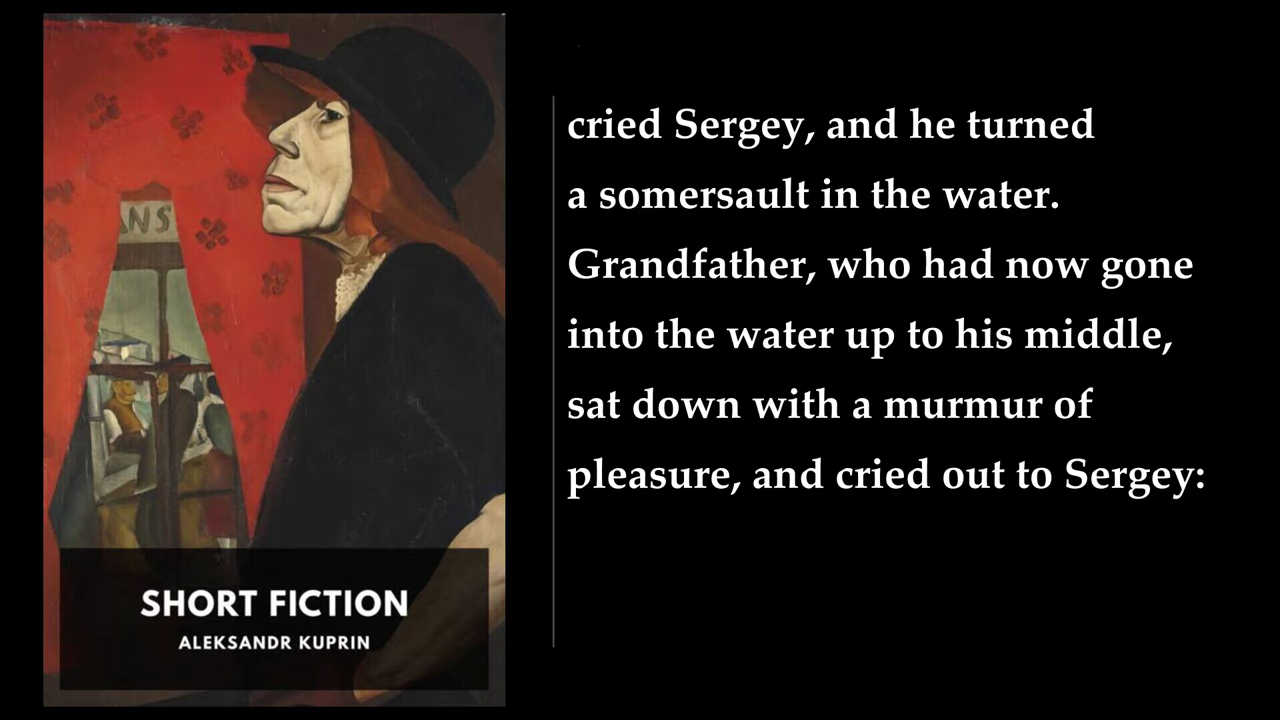 NS
SHORT FICTION
ALEKSANDR KUPRIN
cried Sergey, and he turned
a somersault in the water.
Grandfather, who had now gone
into the water up to his middle,
sat down with a murmur of
pleasure, and cried out to Sergey: